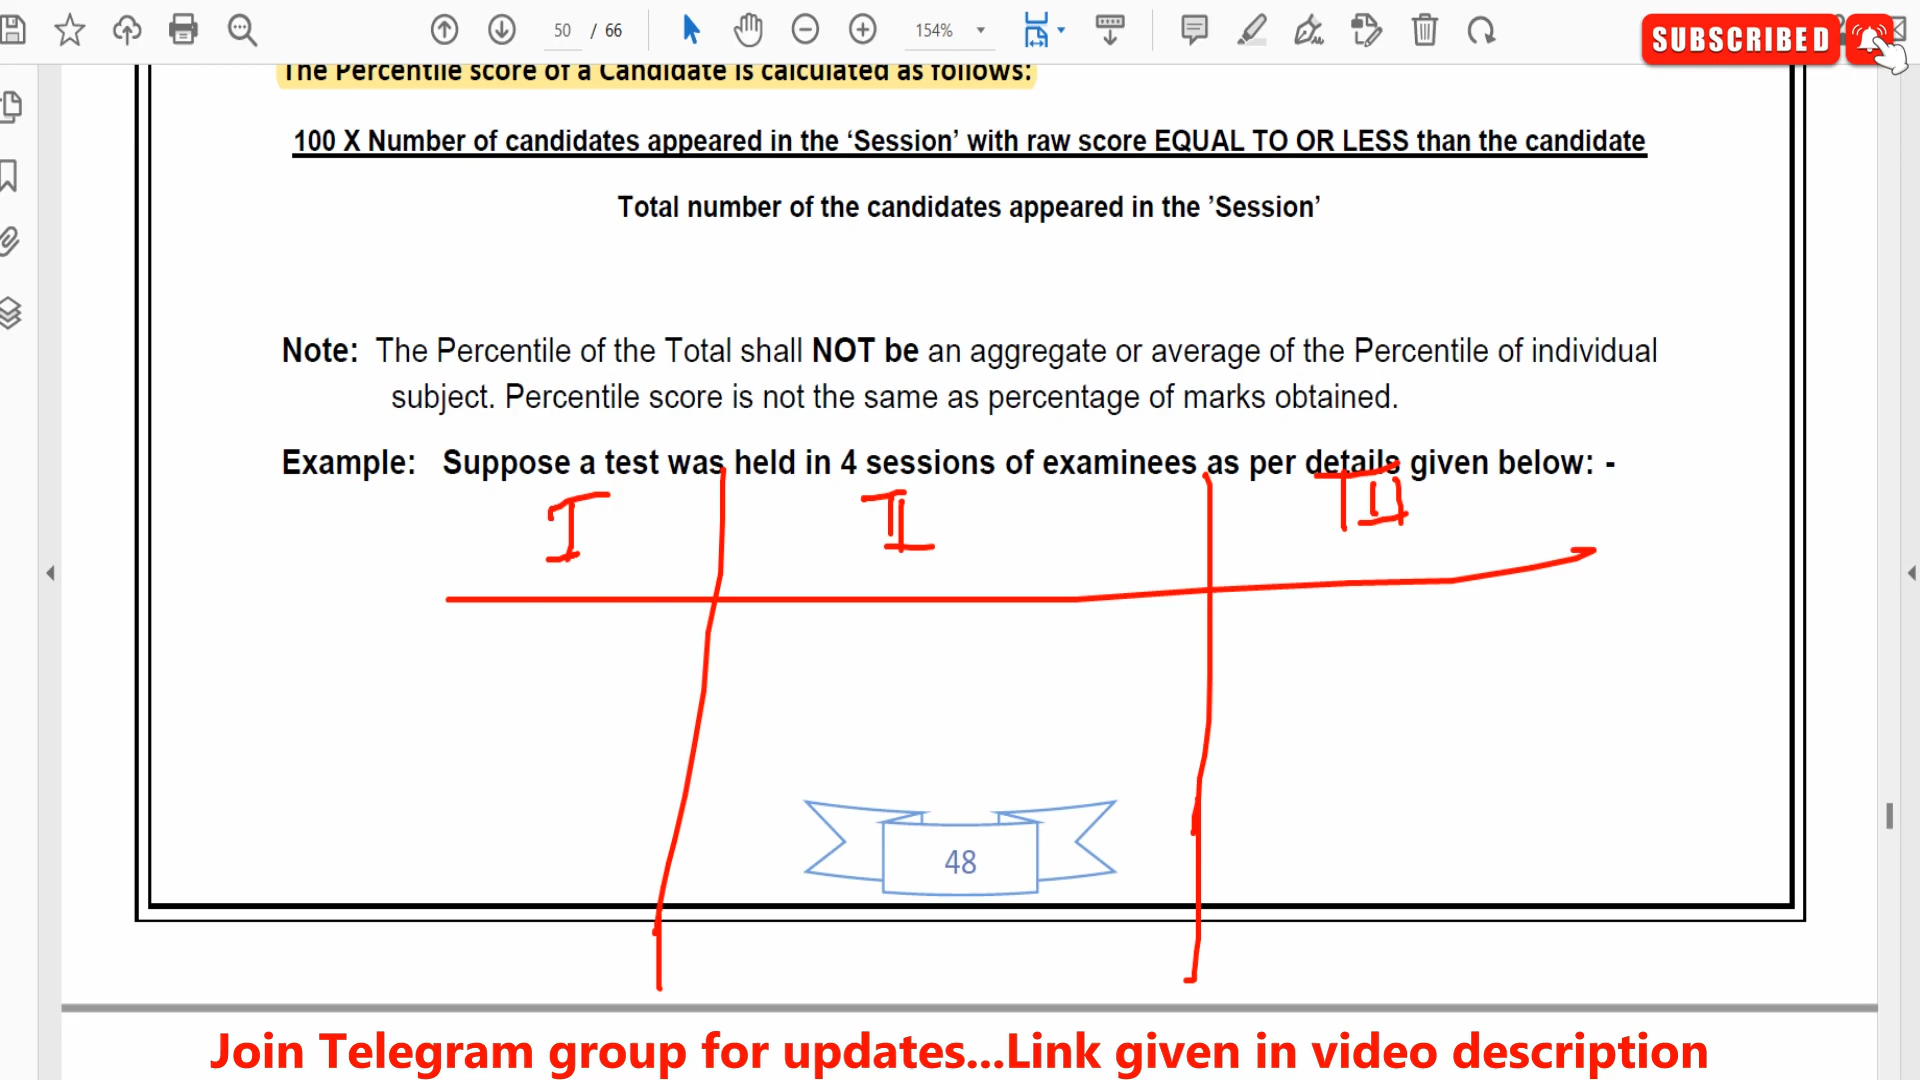 50 / 66
154%
SUBSCRIBED
The Percentile score of a Candidate is calculated as follows:
100 X Number of candidates appeared in the ‘Session’ with raw score EQUAL TO OR LESS than the candidate
Total number of the candidates appeared in the ’Session’
Note: The Percentile of the Total shall NOT be an aggregate or average of the Percentile of individual
subject. Percentile score is not the same as percentage of marks obtained.
Example: Suppose a test was held in 4 sessions of examinees as per details given below: -
I II III
48
Join Telegram group for updates...Link given in video description